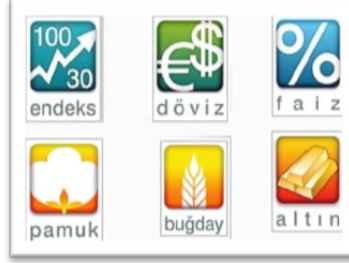 100
30
€$
%
endeks
döviz
faiz
pamuk
buğday
altın